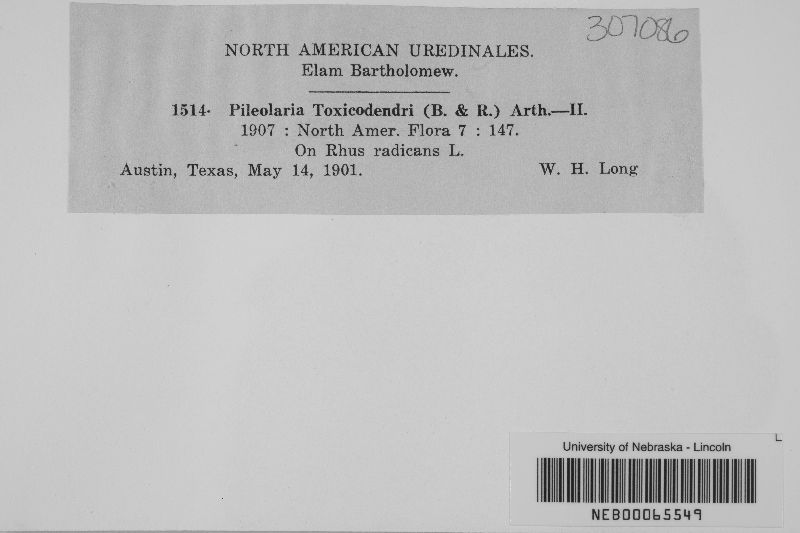 307086
NORTH AMERICAN UREDINALES.
Elam Bartholomew.
1514. Pileolaria Toxicodendri (B. & R.) Arth.—II.
1907 : North Amer. Flora 7 : 147.
On Rhus radicans L.
Austin, Texas, May 14, 1901. W. H. Long
L
University of Nebraska - Lincoln
NEB00065549